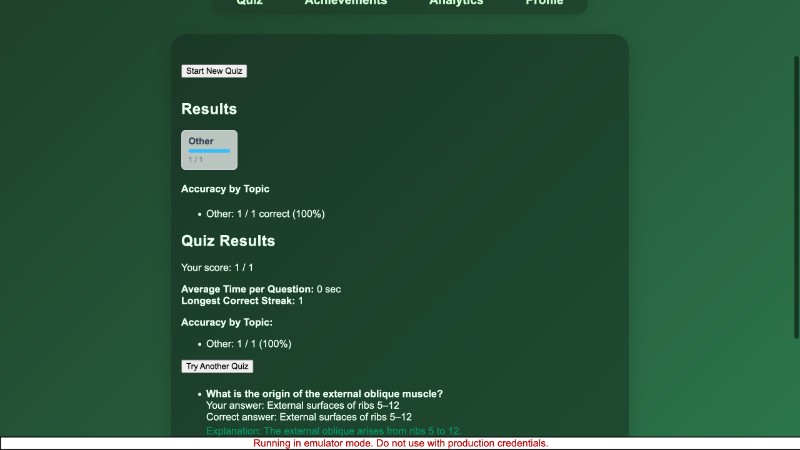 Quiz Achievements Analytics Profile
Start New Quiz
Results
Other
1 / 1
Accuracy by Topic
• Other: 1 / 1 correct (100%)
Quiz Results
Your score: 1 / 1
Average Time per Question: 0 sec
Longest Correct Streak: 1
Accuracy by Topic:
• Other: 1 / 1 (100%)
Try Another Quiz
• What is the origin of the external oblique muscle?
Your answer: External surfaces of ribs 5–12
Correct answer: External surfaces of ribs 5–12
Explanation: The external oblique arises from ribs 5 to 12.
Running in emulator mode. Do not use with production credentials.